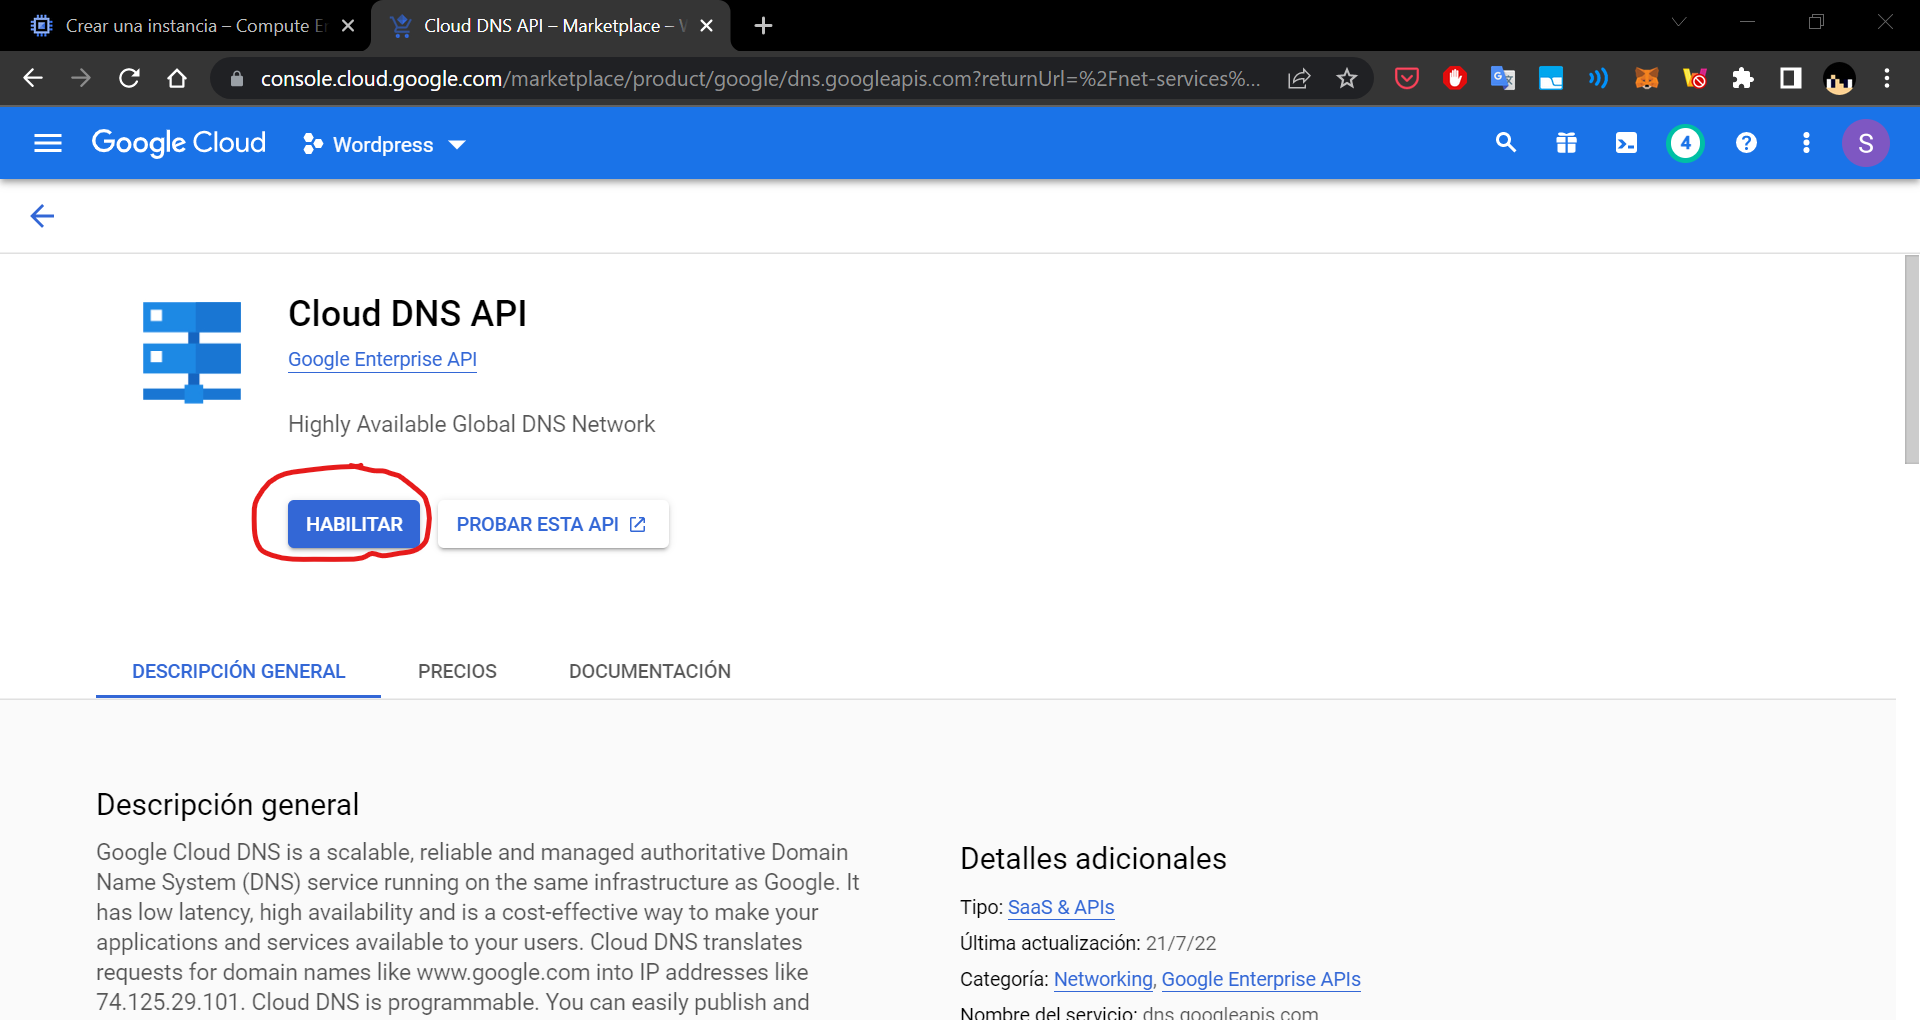 Crear una instancia – Compute E
Cloud DNS API – Marketplace –
console.cloud.google.com/marketplace/product/google/dns.googleapis.com?returnUrl=%2Fnet-services%...
Google Cloud
Wordpress
4
?
S
Cloud DNS API
Google Enterprise API
Highly Available Global DNS Network
HABILITAR
PROBAR ESTA API
DESCRIPCIÓN GENERAL
PRECIOS
DOCUMENTACIÓN
Descripción general
Google Cloud DNS is a scalable, reliable and managed authoritative Domain
Name System (DNS) service running on the same infrastructure as Google. It
has low latency, high availability and is a cost-effective way to make your
applications and services available to your users. Cloud DNS translates
requests for domain names like www.google.com into IP addresses like
74.125.29.101. Cloud DNS is programmable. You can easily publish and
Detalles adicionales
Tipo: SaaS & APIs
Última actualización: 21/7/22
Categoría: Networking, Google Enterprise APIs
Nombre del servicio: dns.googleapis.com